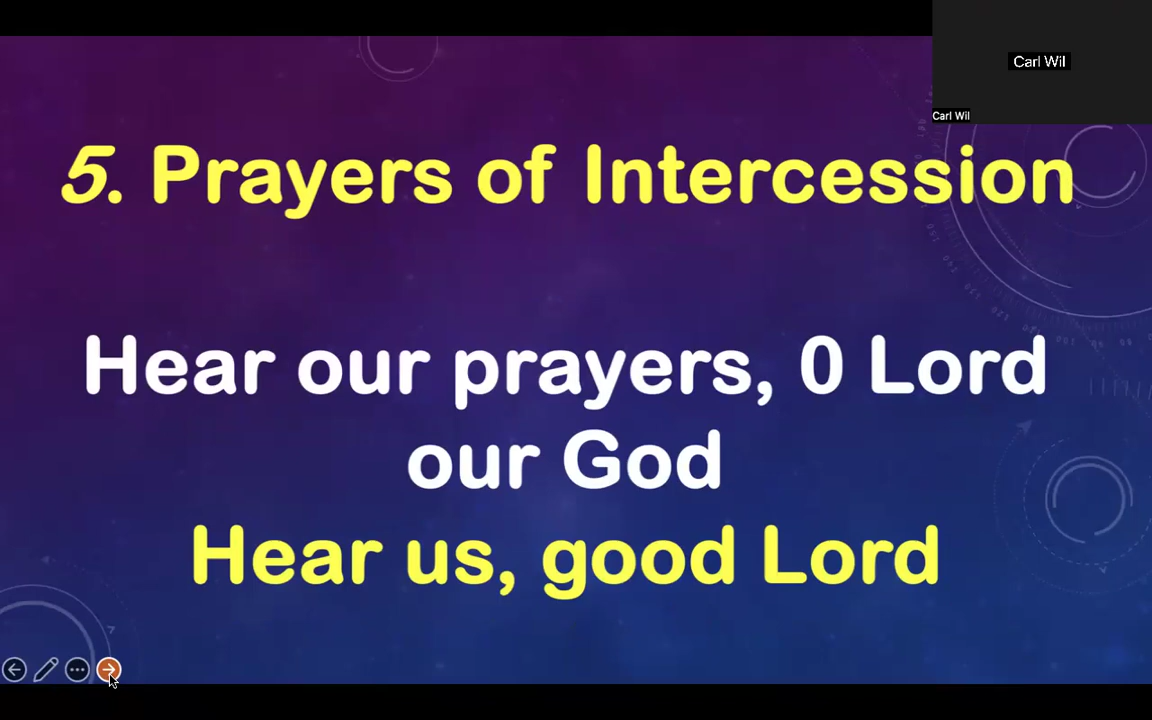 Carl Wil
Carl Wil
5. Prayers of Intercession
Hear our prayers, 0 Lord
our God
Hear us, good Lord